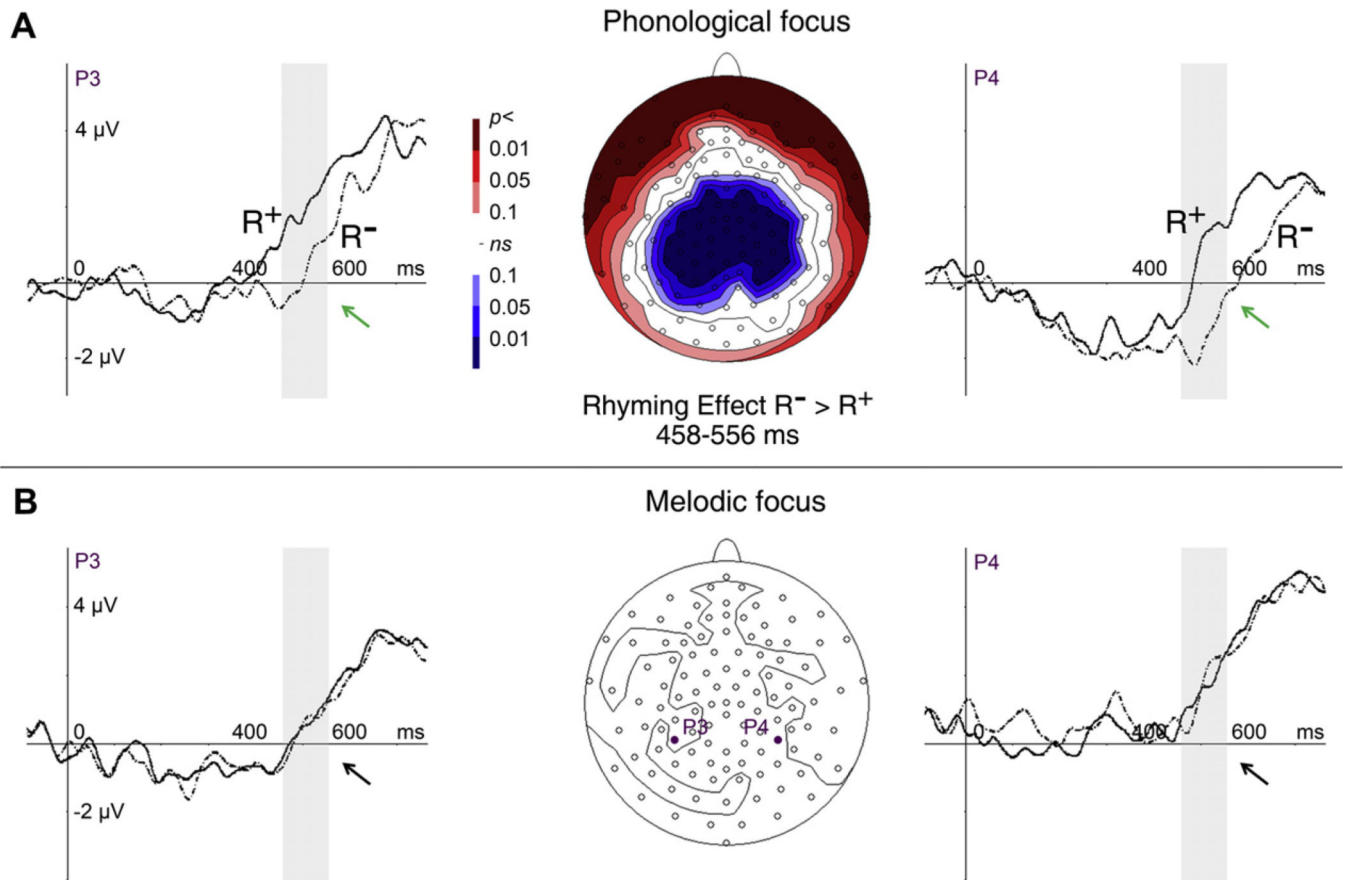 A
Phonological focus
P3
4 µV
R⁺
R⁻
0
400
600
ms
-2 µV
p<
0.01
0.05
0.1
- ns
0.1
0.05
0.01
P4
R⁺
R⁻
0
400
600
ms
Rhyming Effect R⁻ > R⁺
458-556 ms
B
Melodic focus
P3
4 µV
0
400
600
ms
-2 µV
P3
P4
P4
0
400
600
ms